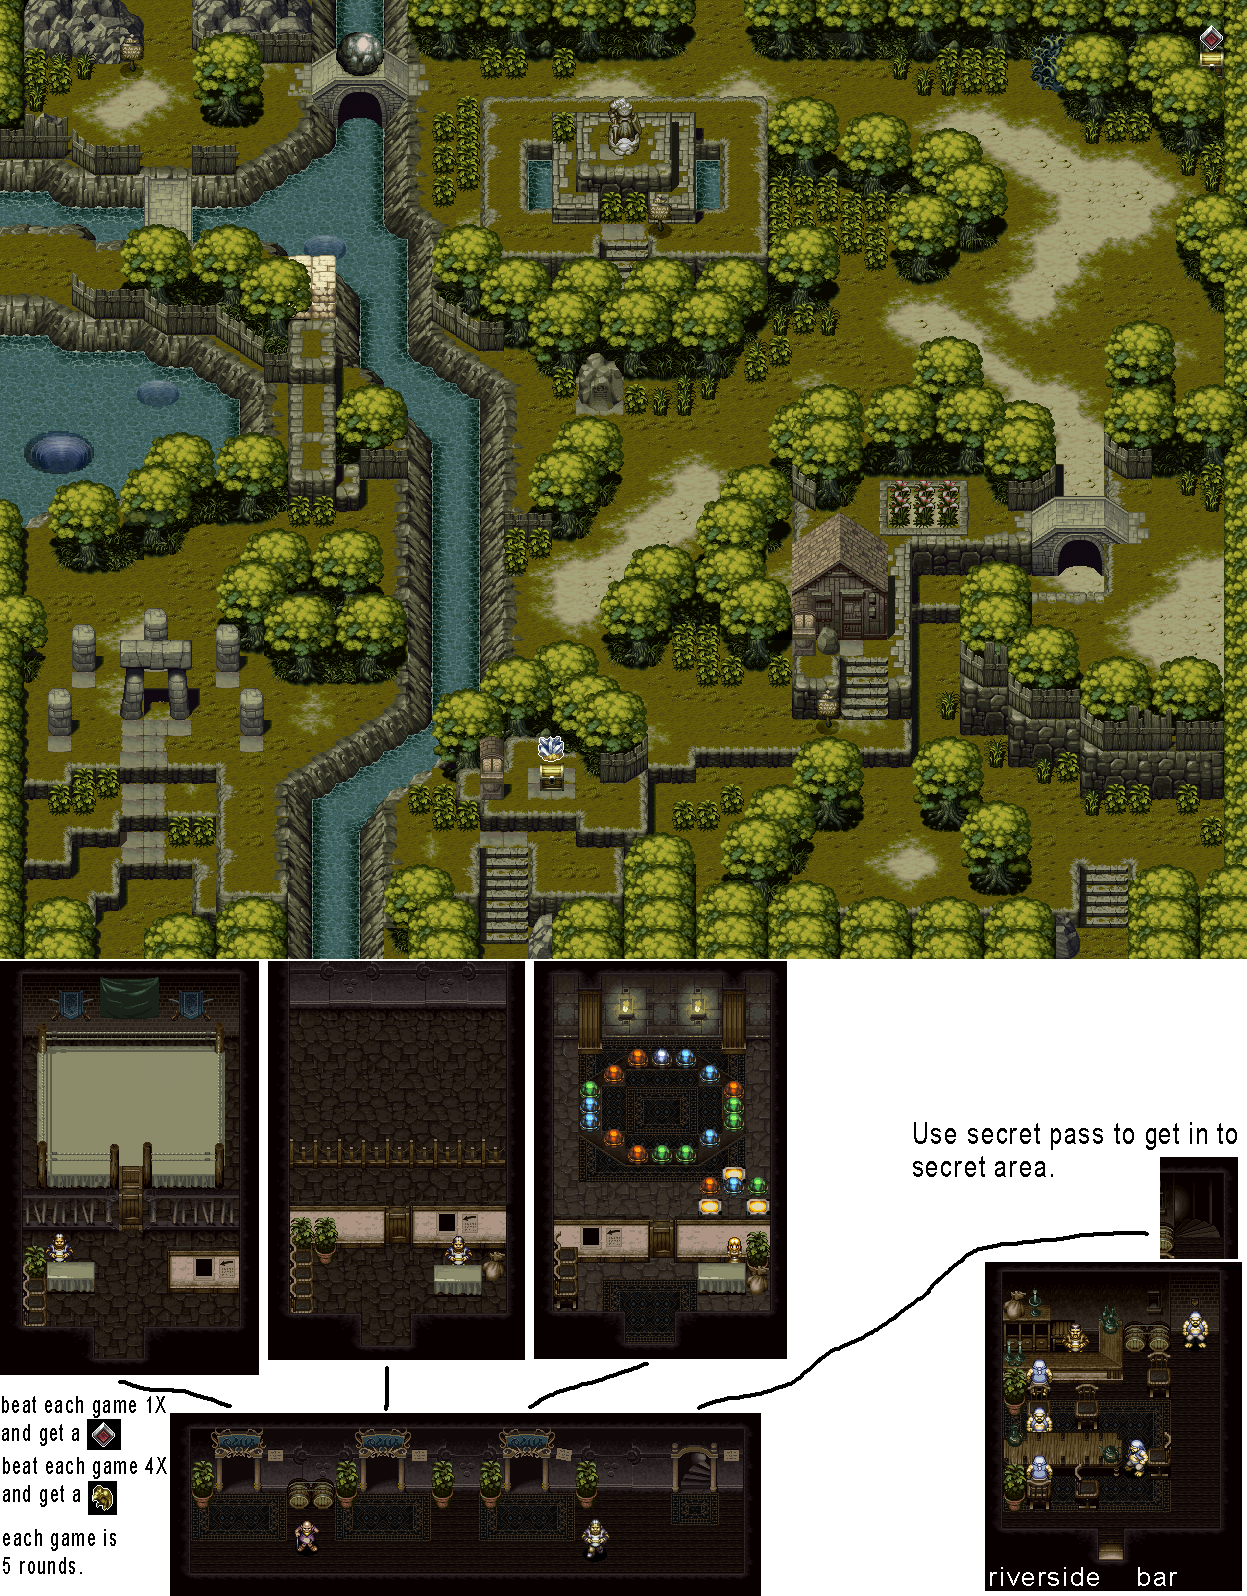 Use secret pass to get in to
secret area.
beat each game 1X
and get a
beat each game 4X
and get a
each game is
5 rounds.
riverside bar